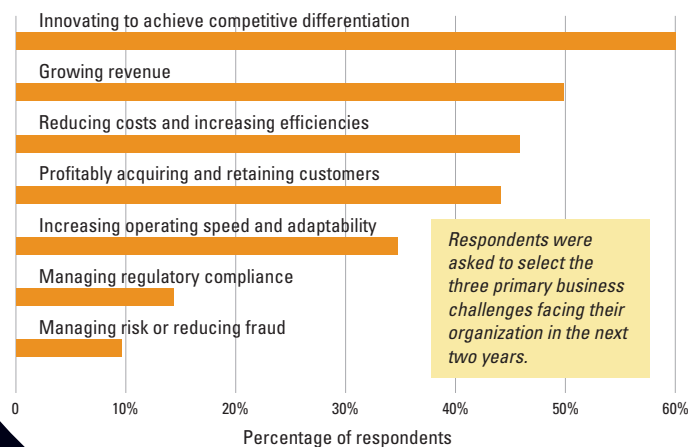 Innovating to achieve competitive differentiation
Growing revenue
Reducing costs and increasing efficiencies
Profitably acquiring and retaining customers
Increasing operating speed and adaptability
Managing regulatory compliance
Managing risk or reducing fraud
Respondents were
asked to select the
three primary business
challenges facing their
organization in the next
two years.
0 10% 20% 30% 40% 50% 60%
Percentage of respondents